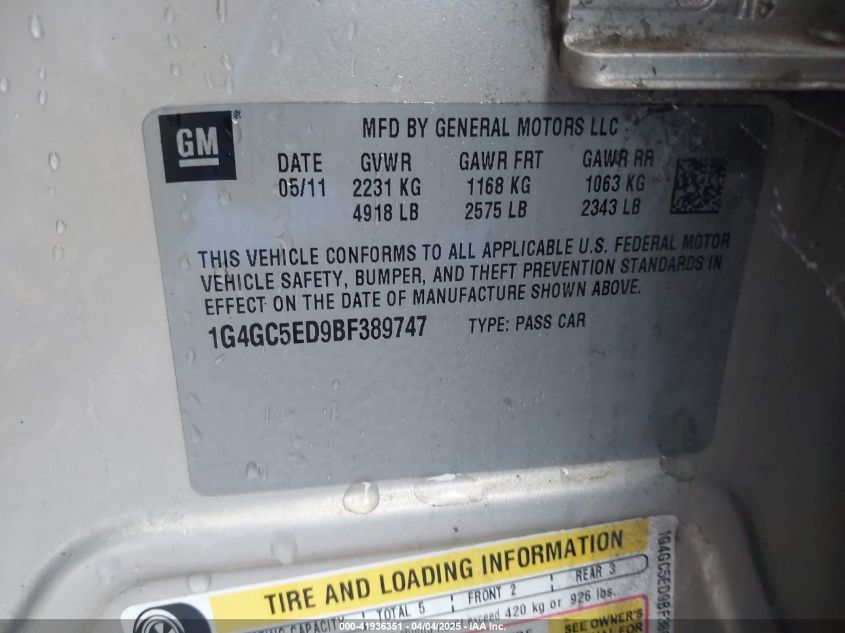 GM®
MFD BY GENERAL MOTORS LLC
DATE GVWR GAWR FRT GAWR RR
05/11 2231 KG 1168 KG 1063 KG
4918 LB 2575 LB 2343 LB
THIS VEHICLE CONFORMS TO ALL APPLICABLE U.S. FEDERAL MOTOR
VEHICLE SAFETY, BUMPER, AND THEFT PREVENTION STANDARDS IN
EFFECT ON THE DATE OF MANUFACTURE SHOWN ABOVE.
1G4GC5ED9BF389747 TYPE: PASS CAR
TIRE AND LOADING INFORMATION
CAPACITY TOTAL 5 FRONT 2 REAR 3
exceed 420 kg or 926 lbs.
SEE OWNER'S
FOR
1G4GC5ED9BF38
000-41936351 - 04/04/2025 - IAA Inc.